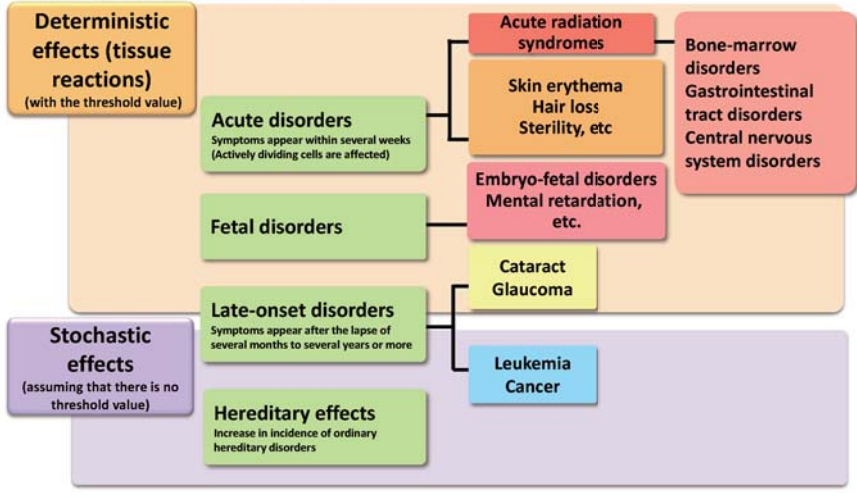 Deterministic
effects (tissue
reactions)
(with the threshold value)
Acute disorders
Symptoms appear within several weeks
(Actively dividing cells are affected)
Acute radiation
syndromes
Skin erythema
Hair loss
Sterility, etc
Bone-marrow
disorders
Gastrointestinal
tract disorders
Central nervous
system disorders
Fetal disorders
Embryo-fetal disorders
Mental retardation,
etc.
Late-onset disorders
Symptoms appear after the lapse of
several months to several years or more
Cataract
Glaucoma
Stochastic
effects
(assuming that there is no
threshold value)
Leukemia
Cancer
Hereditary effects
Increase in incidence of ordinary
hereditary disorders